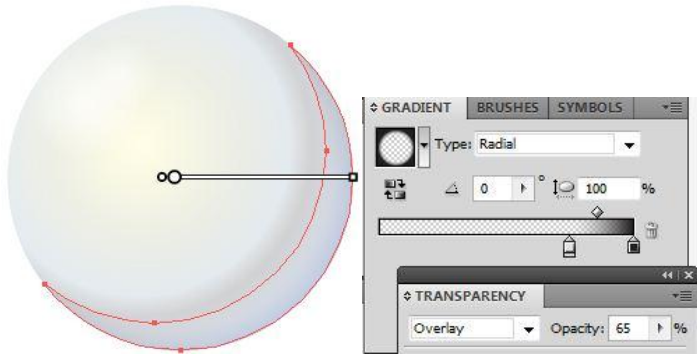 GRADIENT BRUSHES SYMBOLS
Type: Radial
0 ° 100 %
TRANSPARENCY
Overlay Opacity: 65 %